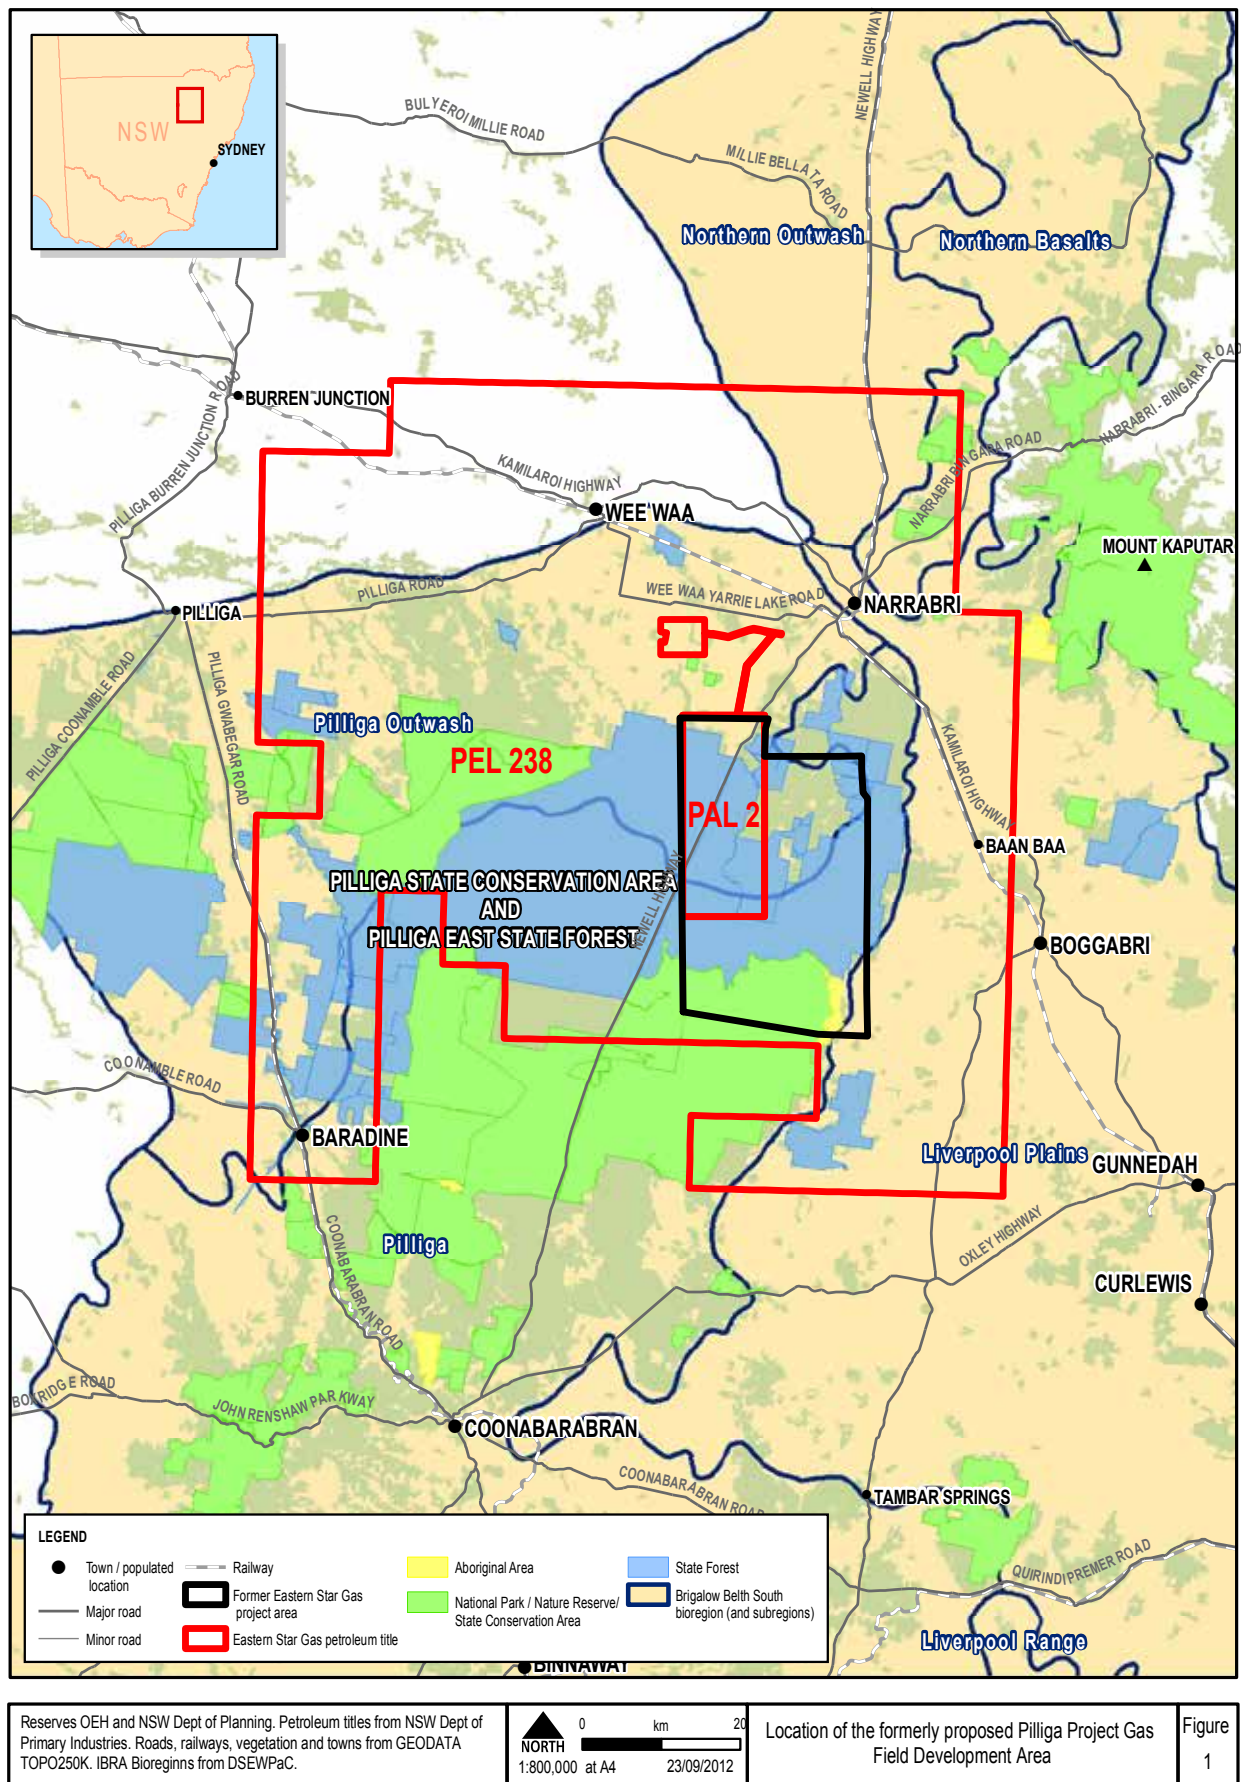 NSW
SYDNEY
BULYEROI MILLIE ROAD
NEWELL HIGHWAY
MILLIE BELLATA ROAD
Northern Outwash
Northern Basalts
BURREN JUNCTION
PILLIGA BURREN JUNCTION ROAD
KAMILAROI HIGHWAY
NARRABRI - BINGARA ROAD
NARRABRI BINGARA ROAD
WEE WAA
MOUNT KAPUTAR
PILLIGA ROAD
WEE WAA YARRIE LAKE ROAD
NARRABRI
PILLIGA
PILLIGA COONAMBLE ROAD
PILLIGA GWABEGAR ROAD
Pilliga Outwash
PEL 238
KAMILAROI HIGHWAY
PAL 2
BAAN BAA
PILLIGA STATE CONSERVATION AREA
AND
PILLIGA EAST STATE FOREST
NEWELL HIGHWAY
BOGGABRI
COONAMBLE ROAD
BARADINE
Liverpool Plains
GUNNEDAH
Pilliga
COONABARABRAN ROAD
OXLEY HIGHWAY
CURLEWIS
BOXRIDGE ROAD
JOHN RENSHAW PARKWAY
COONABARABRAN
COONABARABRAN ROAD
TAMBAR SPRINGS
QUIRINDI PREMER ROAD
Liverpool Range
BINNAWAY
LEGEND
Town / populated
location
Major road
Minor road
Railway
Former Eastern Star Gas
project area
Eastern Star Gas petroleum title
Aboriginal Area
National Park / Nature Reserve/
State Conservation Area
State Forest
Brigalow Belth South
bioregion (and subregions)
Reserves OEH and NSW Dept of Planning. Petroleum titles from NSW Dept of
Primary Industries. Roads, railways, vegetation and towns from GEODATA
TOPO250K. IBRA Bioreginns from DSEWPaC.
NORTH
0 km 20
1:800,000 at A4 23/09/2012
Location of the formerly proposed Pilliga Project Gas
Field Development Area
Figure
1